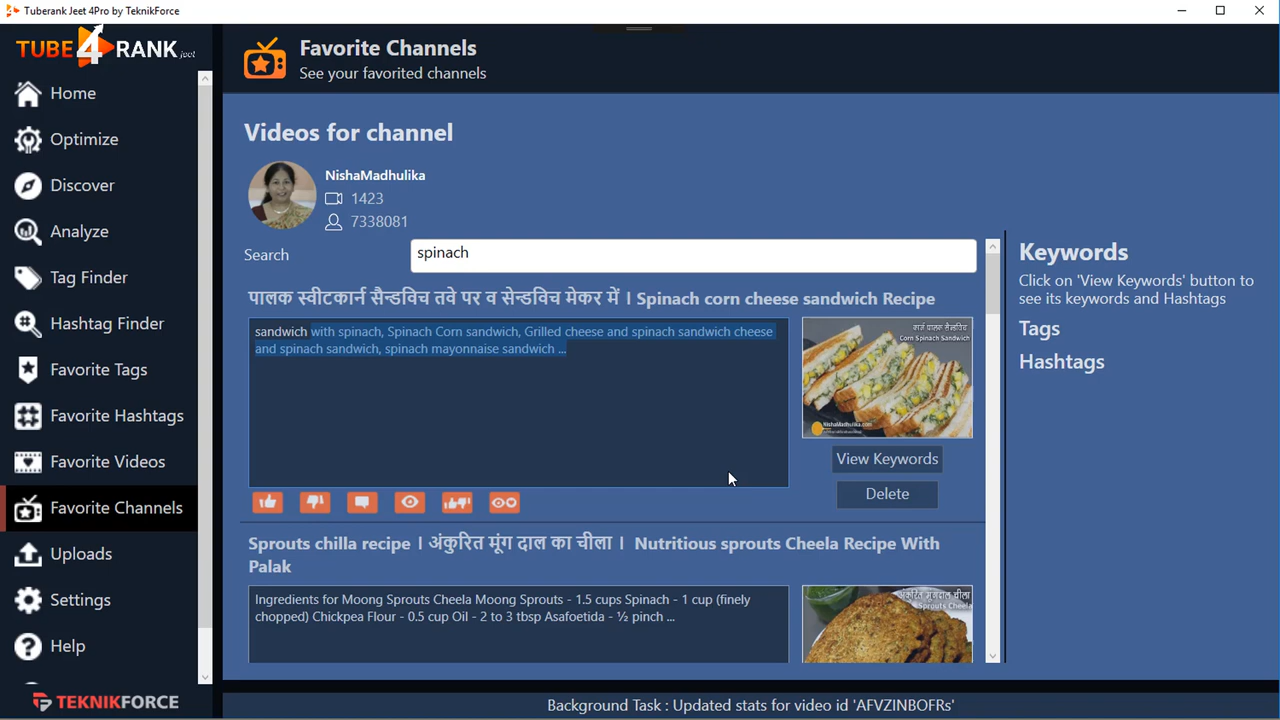 Tuberank Jeet 4Pro by TeknikForce
TUBE4RANK jeet
Favorite Channels
See your favorited channels
Home
Optimize
Discover
Analyze
Tag Finder
Hashtag Finder
Favorite Tags
Favorite Hashtags
Favorite Videos
Favorite Channels
Uploads
Settings
Help
TEKNIKFORCE
Videos for channel
NishaMadhulika
1423
7338081
Search
spinach
पालक स्वीटकार्न सैन्डविच तवे पर व सेन्डविच मेकर में । Spinach corn cheese sandwich Recipe
sandwich with spinach, Spinach Corn sandwich, Grilled cheese and spinach sandwich cheese
and spinach sandwich, spinach mayonnaise sandwich ...
कार्न पालक सैन्डविच
Corn Spinach Sandwich
NishaMadhulika.com
View Keywords
Delete
Sprouts chilla recipe । अंकुरित मूंग दाल का चीला । Nutritious sprouts Cheela Recipe With
Palak
Ingredients for Moong Sprouts Cheela Moong Sprouts - 1.5 cups Spinach - 1 cup (finely
chopped) Chickpea Flour - 0.5 cup Oil - 2 to 3 tbsp Asafoetida - ½ pinch ...
अंकुरित मूंग दाल का चीला
Sprouts Cheela
Keywords
Click on 'View Keywords' button to
see its keywords and Hashtags
Tags
Hashtags
Background Task : Updated stats for video id 'AFVZINBOFRs'